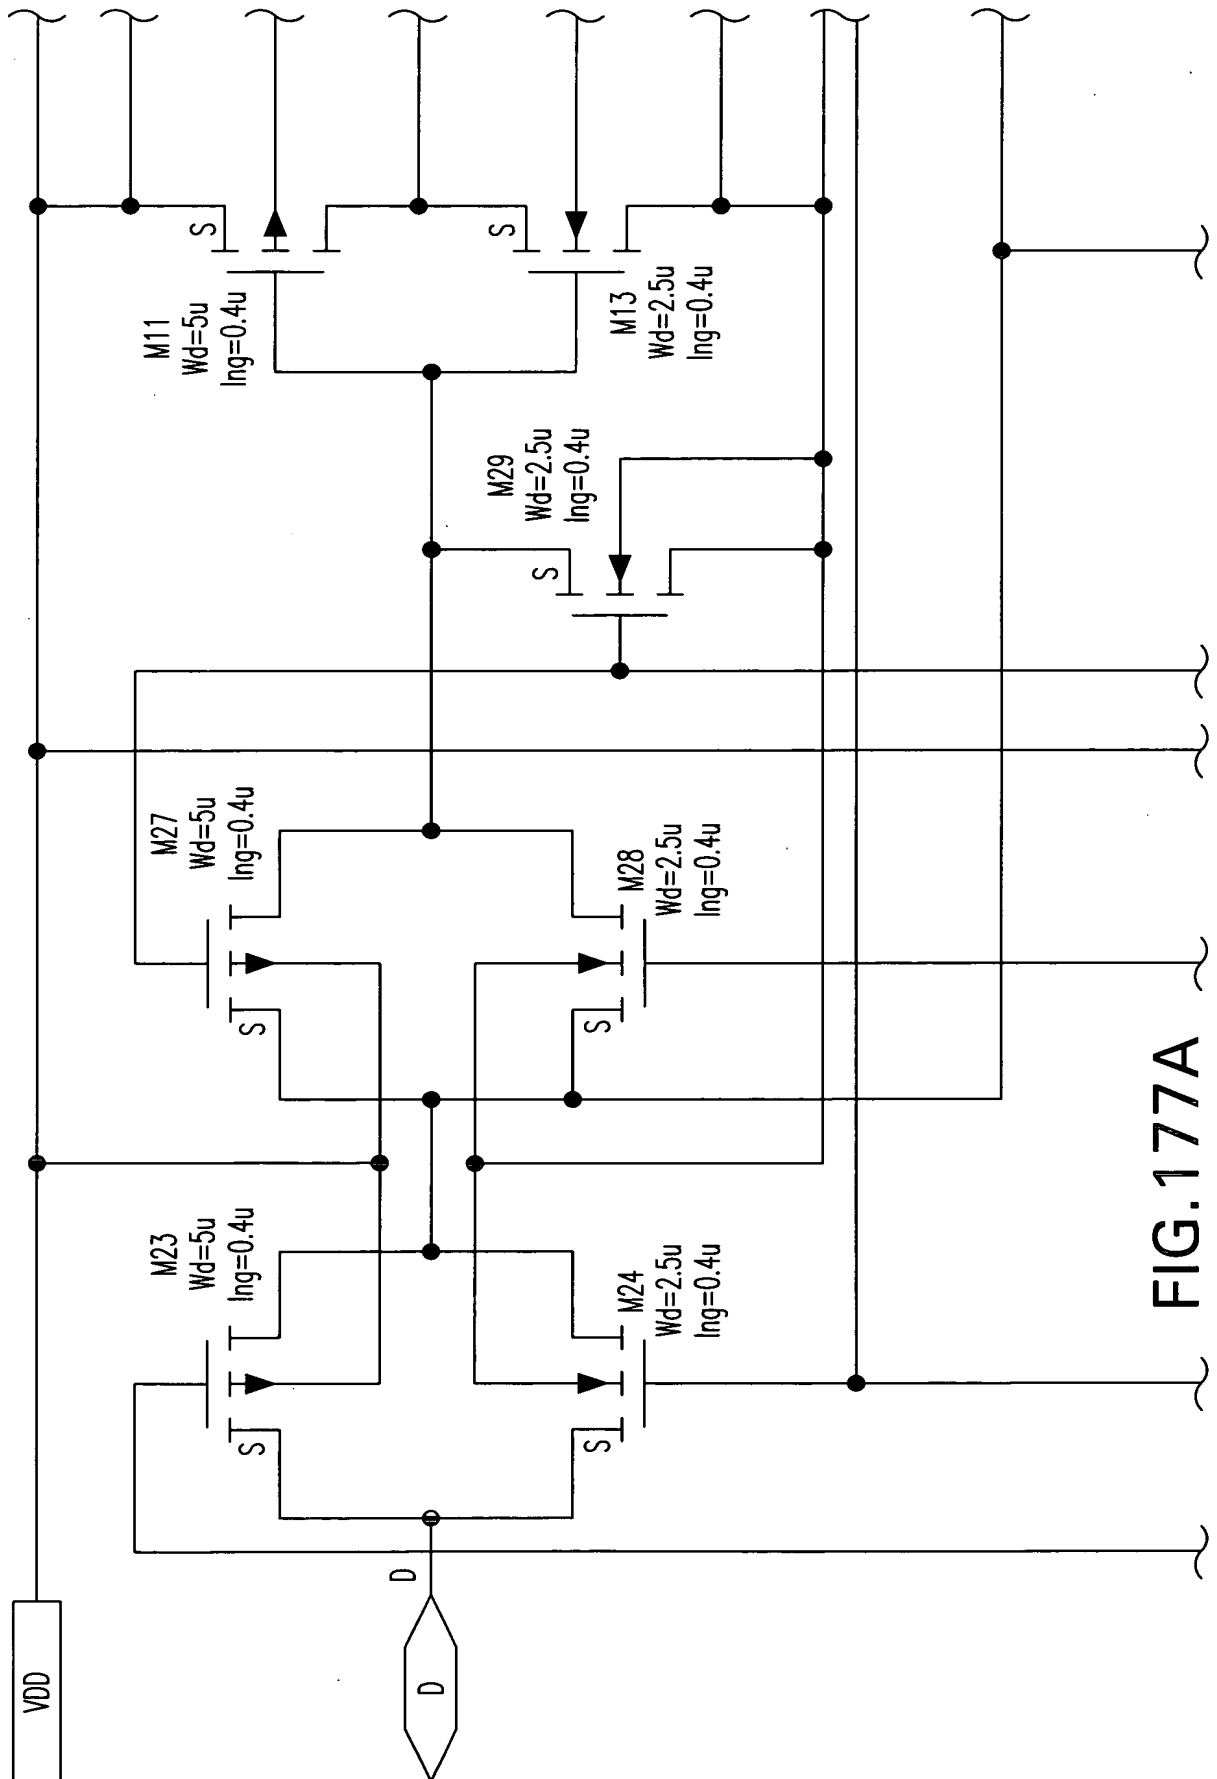 VDD
D
D
M23
Wd=5u
lng=0.4u
S
M24
Wd=2.5u
lng=0.4u
S
M27
Wd=5u
lng=0.4u
S
M28
Wd=2.5u
lng=0.4u
S
M29
Wd=2.5u
lng=0.4u
S
M11
Wd=5u
lng=0.4u
S
M13
Wd=2.5u
lng=0.4u
S
FIG.177A